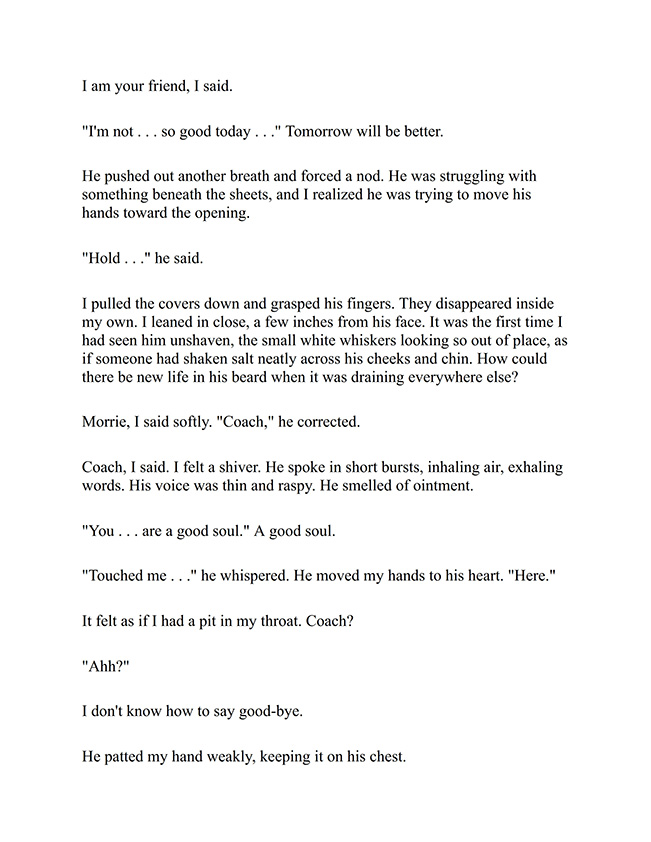 I am your friend, I said.
"I'm not . . . so good today . . ." Tomorrow will be better.
He pushed out another breath and forced a nod. He was struggling with
something beneath the sheets, and I realized he was trying to move his
hands toward the opening.
"Hold . . ." he said.
I pulled the covers down and grasped his fingers. They disappeared inside
my own. I leaned in close, a few inches from his face. It was the first time I
had seen him unshaven, the small white whiskers looking so out of place, as
if someone had shaken salt neatly across his cheeks and chin. How could
there be new life in his beard when it was draining everywhere else?
Morrie, I said softly. "Coach," he corrected.
Coach, I said. I felt a shiver. He spoke in short bursts, inhaling air, exhaling
words. His voice was thin and raspy. He smelled of ointment.
"You . . . are a good soul." A good soul.
"Touched me . . ." he whispered. He moved my hands to his heart. "Here."
It felt as if I had a pit in my throat. Coach?
"Ahh?"
I don't know how to say good-bye.
He patted my hand weakly, keeping it on his chest.